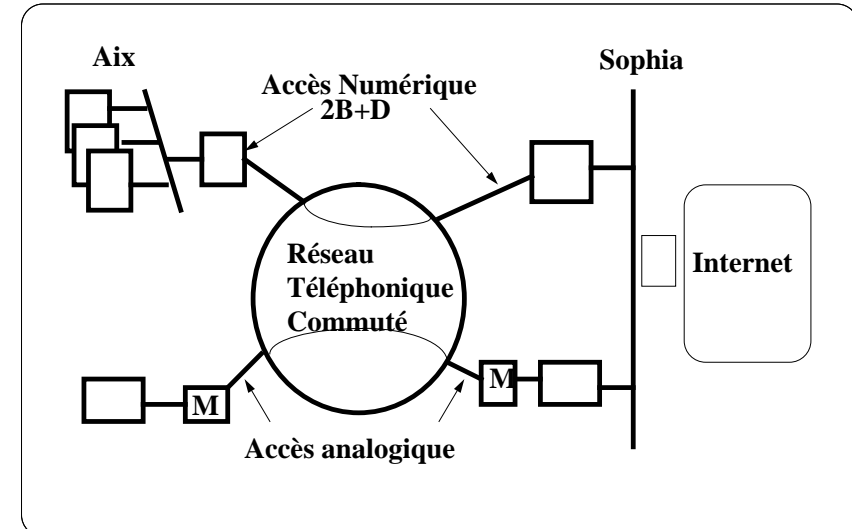 Aix
Sophia
Accès Numérique
2B+D
Réseau
Téléphonique
Commuté
Internet
M
M
Accès analogique